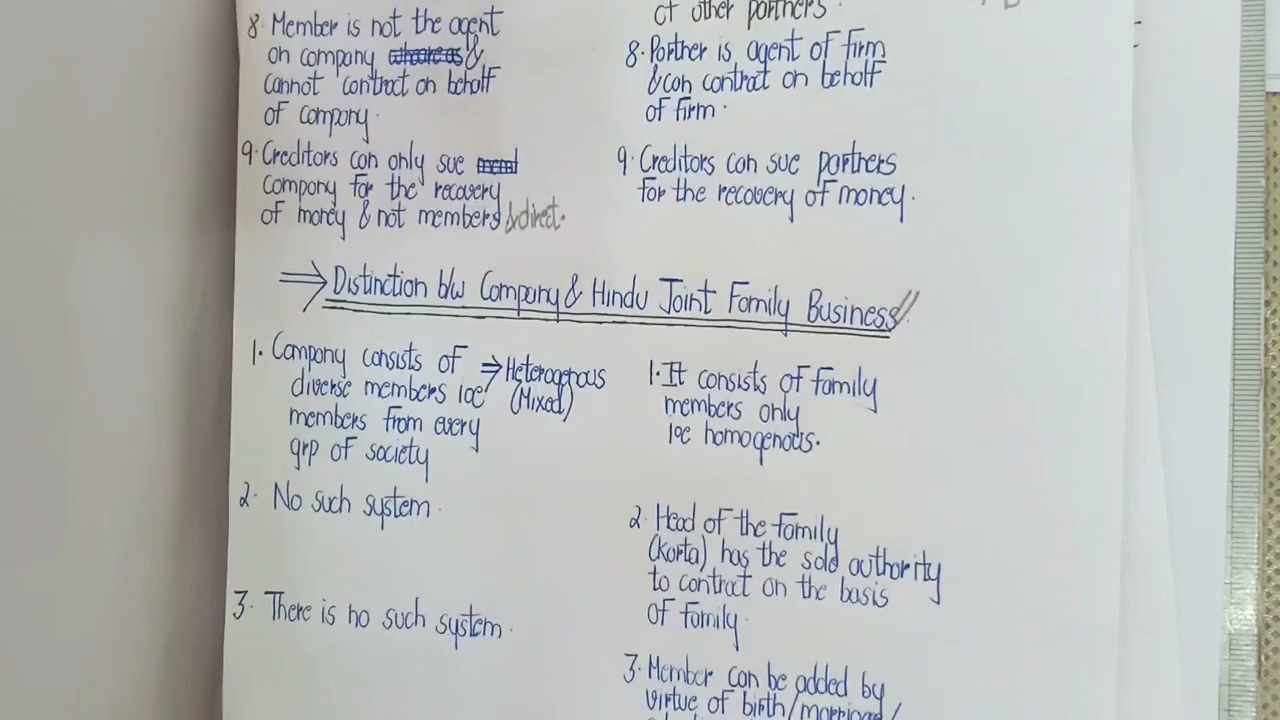 8. Member is not the agent
on company &
cannot contract on behalf
of company.
9. Creditors can only sue
company for the recovery
of money & not members & direct.
of other partners.
8. Partner is agent of firm
& can contract on behalf
of firm.
9. Creditors can sue partners
for the recovery of money.
⇒ Distinction b/w Company & Hindu Joint Family Business //.
1. Company consists of ⇒ Heterogenous
diverse members ie (Mixed)
members from every
grp of society
2. No such system.
3. There is no such system.
1. It consists of family
members only
ie homogenous.
2. Head of the family
(Karta) has the sold authority
to contract on the basis
of family.
3. Member can be added by
virtue of birth/marriage/